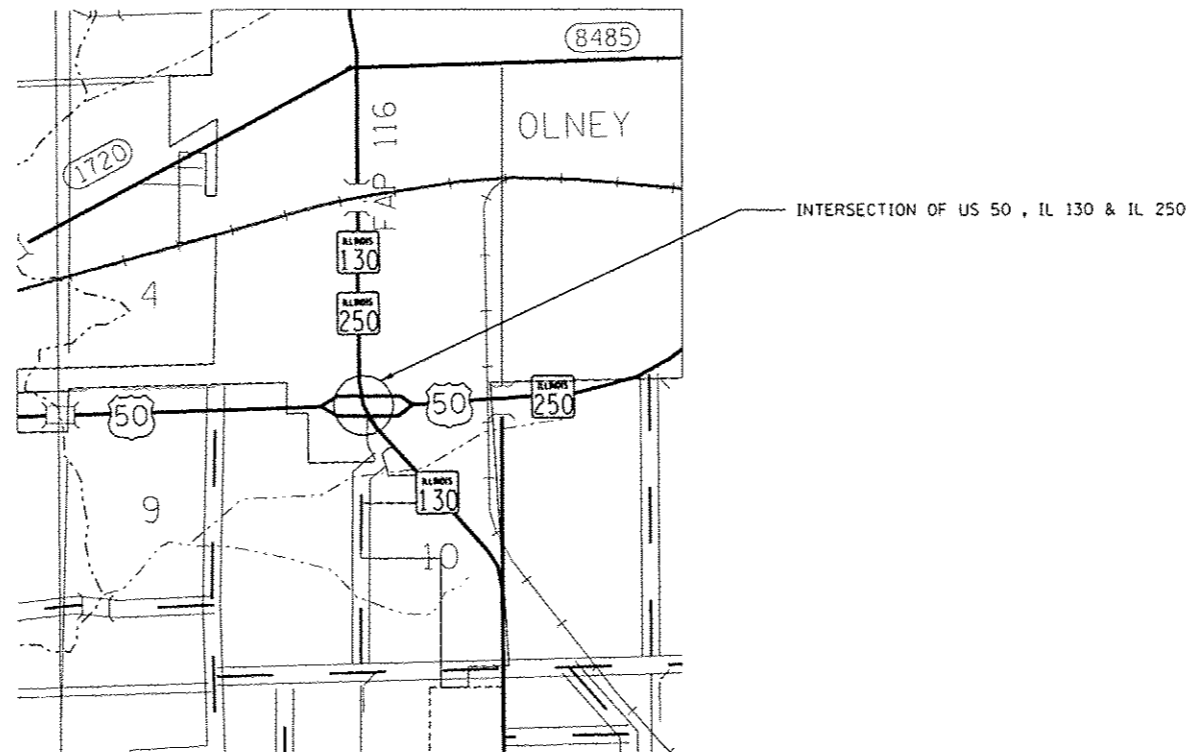 8485
OLNEY
FAP 116
1720
INTERSECTION OF US 50 , IL 130 & IL 250
ILLINOIS
130
4
ILLINOIS
250
50
50
ILLINOIS
250
ILLINOIS
130
9
10